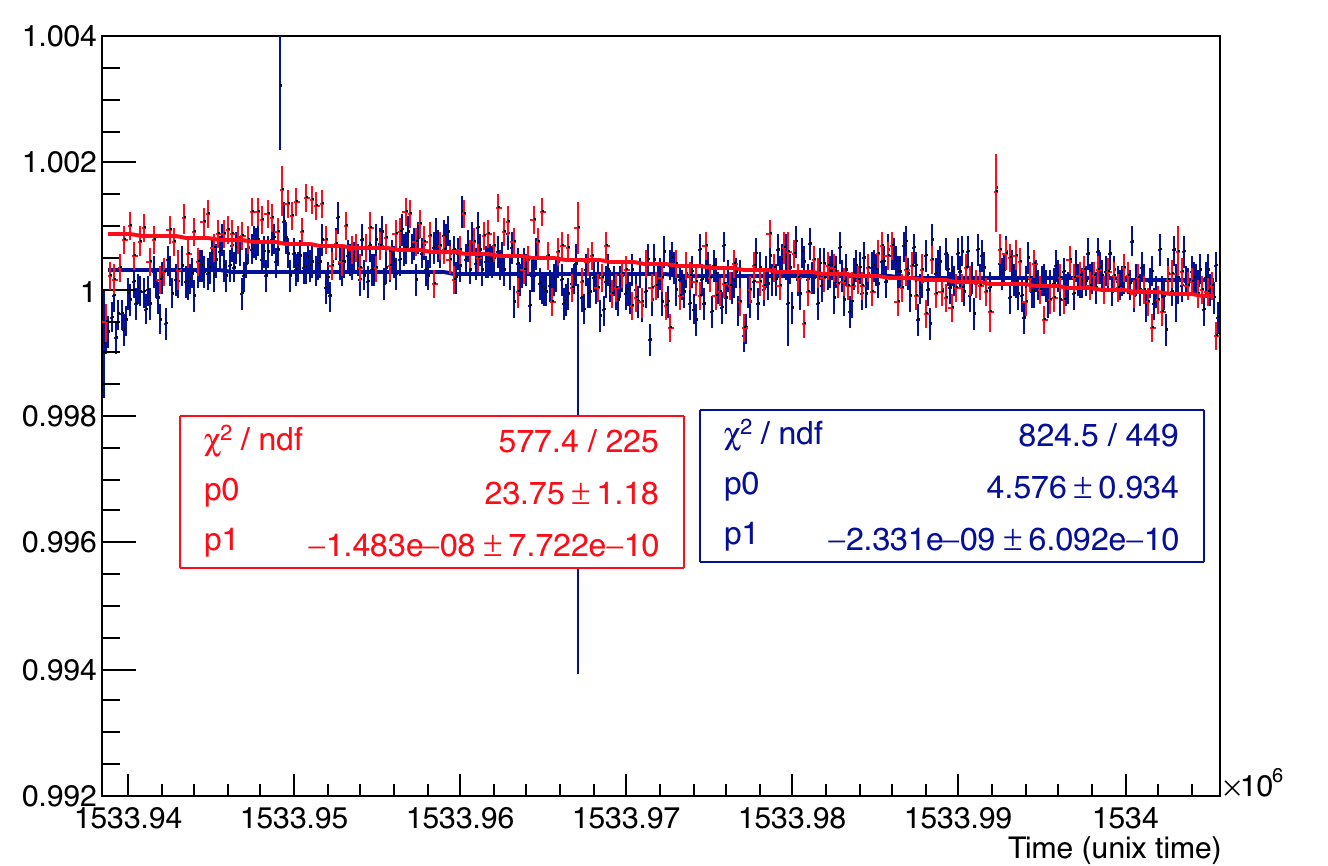 1.004
1.002
1
0.998
0.996
0.994
0.992
χ² / ndf 577.4 / 225
p0 23.75 ± 1.18
p1 −1.483e−08 ± 7.722e−10
χ² / ndf 824.5 / 449
p0 4.576 ± 0.934
p1 −2.331e−09 ± 6.092e−10
1533.94 1533.95 1533.96 1533.97 1533.98 1533.99 1534 ×10⁶
Time (unix time)